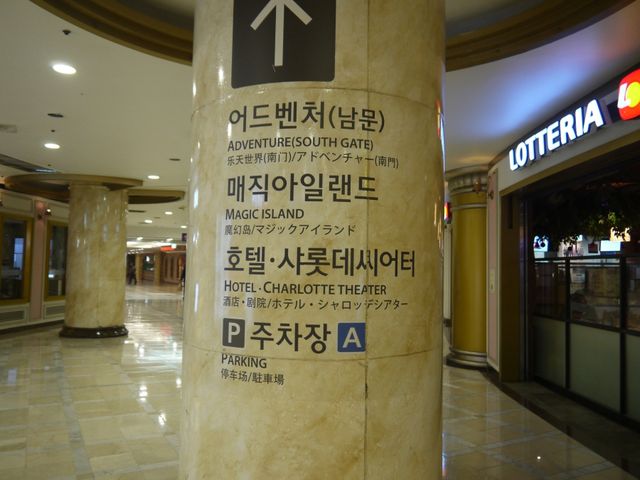 어드벤처(남문)
ADVENTURE(SOUTH GATE)
乐天世界(南门)/アドベンチャー(南門)
매직아일랜드
MAGIC ISLAND
魔幻岛/マジックアイランド
호텔·샤롯데씨어터
HOTEL·CHARLOTTE THEATER
酒店·剧院/ホテル・シャロッテシアター
P 주차장 A
PARKING
停车场/駐車場
LOTTERIA